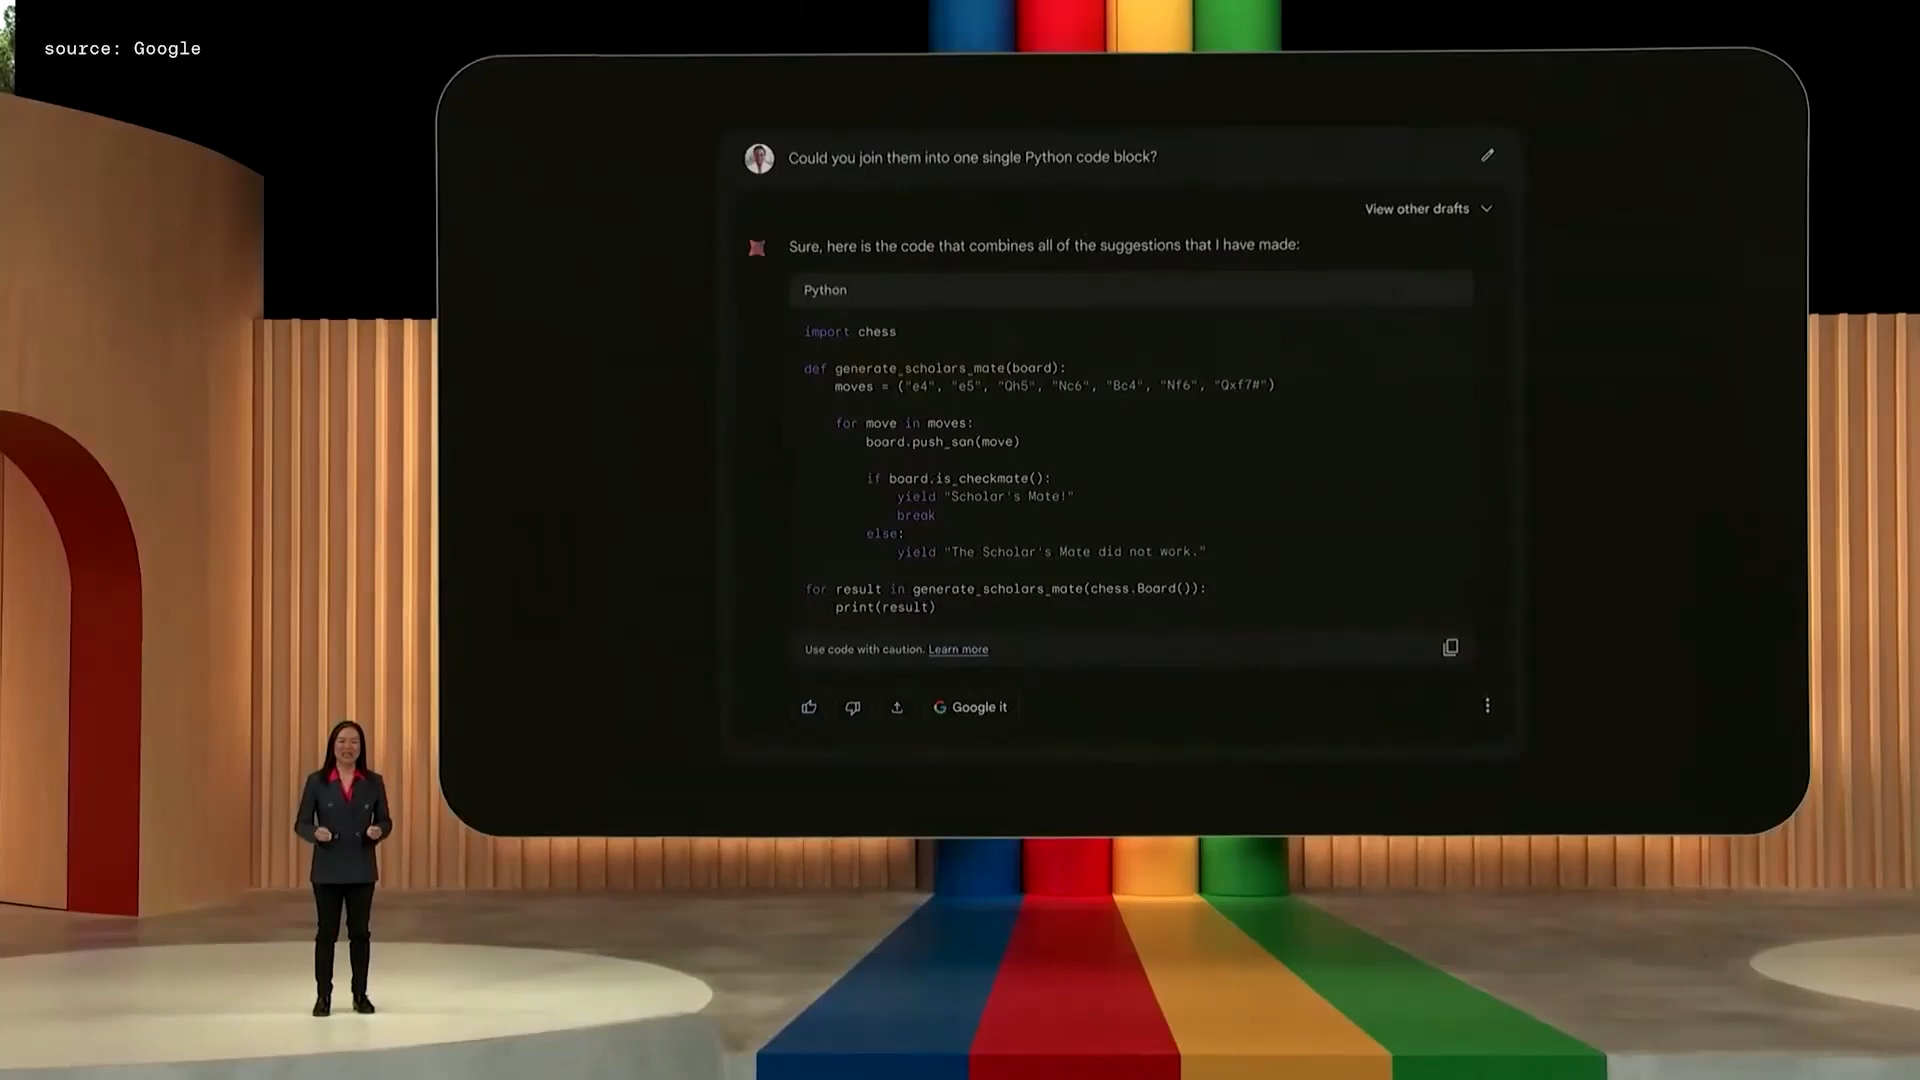 source: Google
Could you join them into one single Python code block?
View other drafts
Sure, here is the code that combines all of the suggestions that I have made:
Python
import chess
def generate_scholars_mate(board):
moves = ("e4", "e5", "Qh5", "Nc6", "Bc4", "Nf6", "Qxf7#")
for move in moves:
board.push_san(move)
if board.is_checkmate():
yield "Scholar's Mate!"
break
else:
yield "The Scholar's Mate did not work."
for result in generate_scholars_mate(chess.Board()):
print(result)
Use code with caution. Learn more
Google it